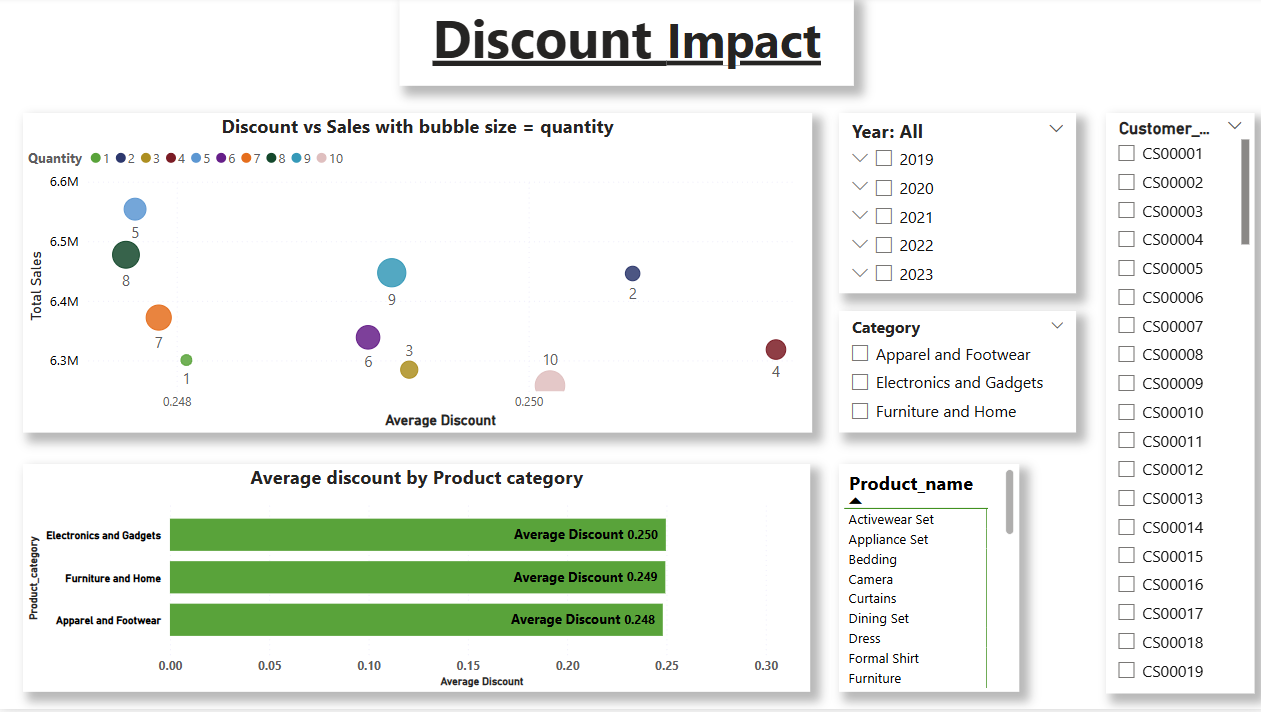 Discount Impact
Discount vs Sales with bubble size = quantity
Quantity 1 2 3 4 5 6 7 8 9 10
Total Sales
6.6M
6.5M
6.4M
6.3M
5
8
7
1
9
6
3
10
2
4
0.248 0.250
Average Discount
Year: All
2019
2020
2021
2022
2023
Category
Apparel and Footwear
Electronics and Gadgets
Furniture and Home
Customer_...
CS00001
CS00002
CS00003
CS00004
CS00005
CS00006
CS00007
CS00008
CS00009
CS00010
CS00011
CS00012
CS00013
CS00014
CS00015
CS00016
CS00017
CS00018
CS00019
Average discount by Product category
Product_category
Electronics and Gadgets Average Discount 0.250
Furniture and Home Average Discount 0.249
Apparel and Footwear Average Discount 0.248
0.00 0.05 0.10 0.15 0.20 0.25 0.30
Average Discount
Product_name
Activewear Set
Appliance Set
Bedding
Camera
Curtains
Dining Set
Dress
Formal Shirt
Furniture